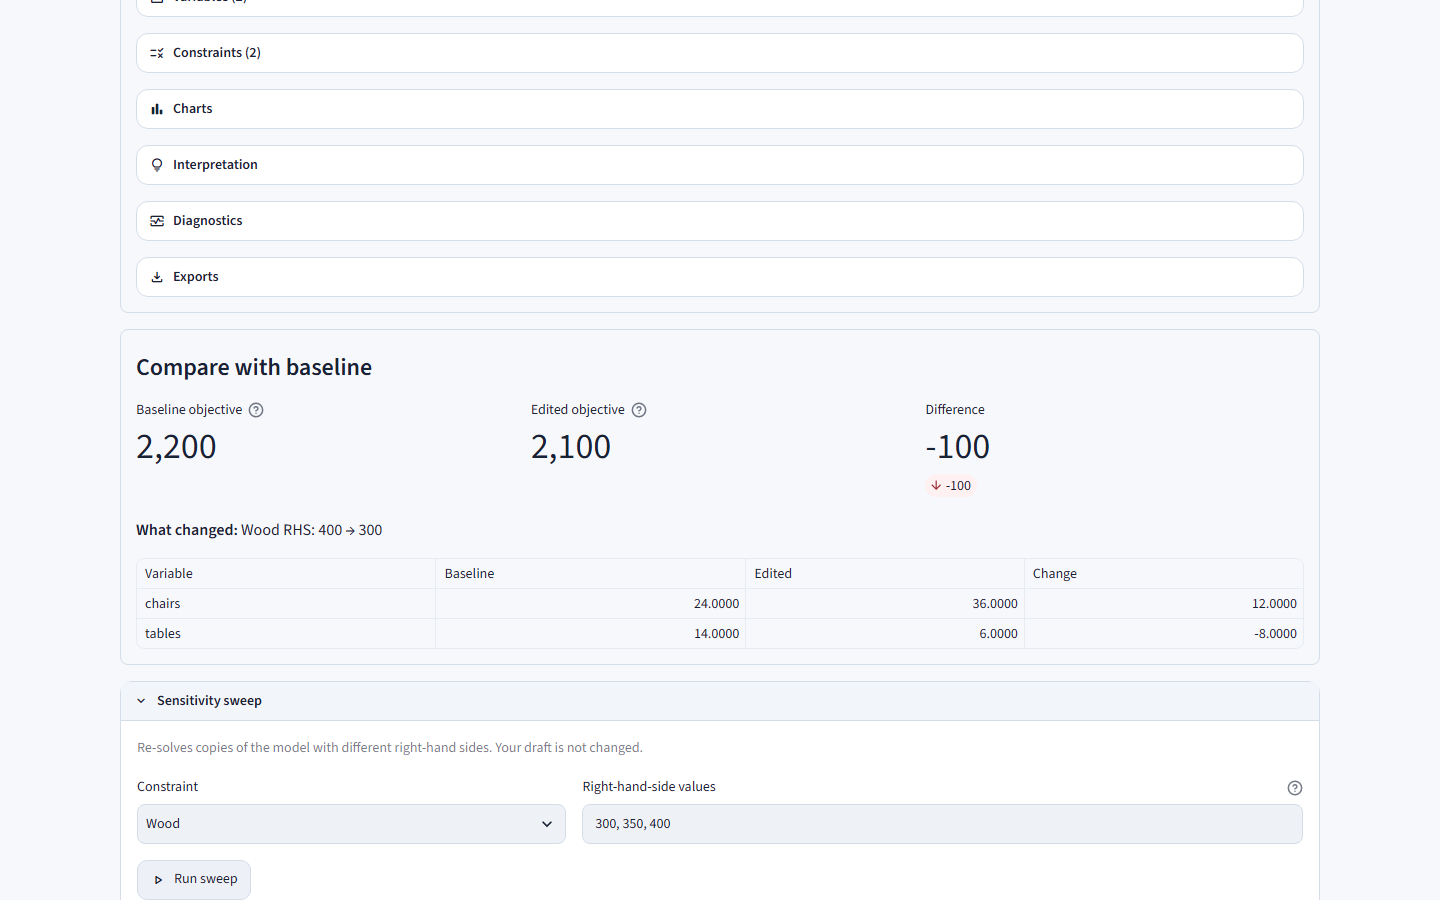 Constraints (2)
Charts
Interpretation
Diagnostics
Exports
Compare with baseline
Baseline objective
Edited objective
Difference
2,200
2,100
-100
-100
What changed: Wood RHS: 400 → 300
Variable Baseline Edited Change
chairs 24.0000 36.0000 12.0000
tables 14.0000 6.0000 -8.0000
Sensitivity sweep
Re-solves copies of the model with different right-hand sides. Your draft is not changed.
Constraint
Right-hand-side values
Wood
300, 350, 400
Run sweep